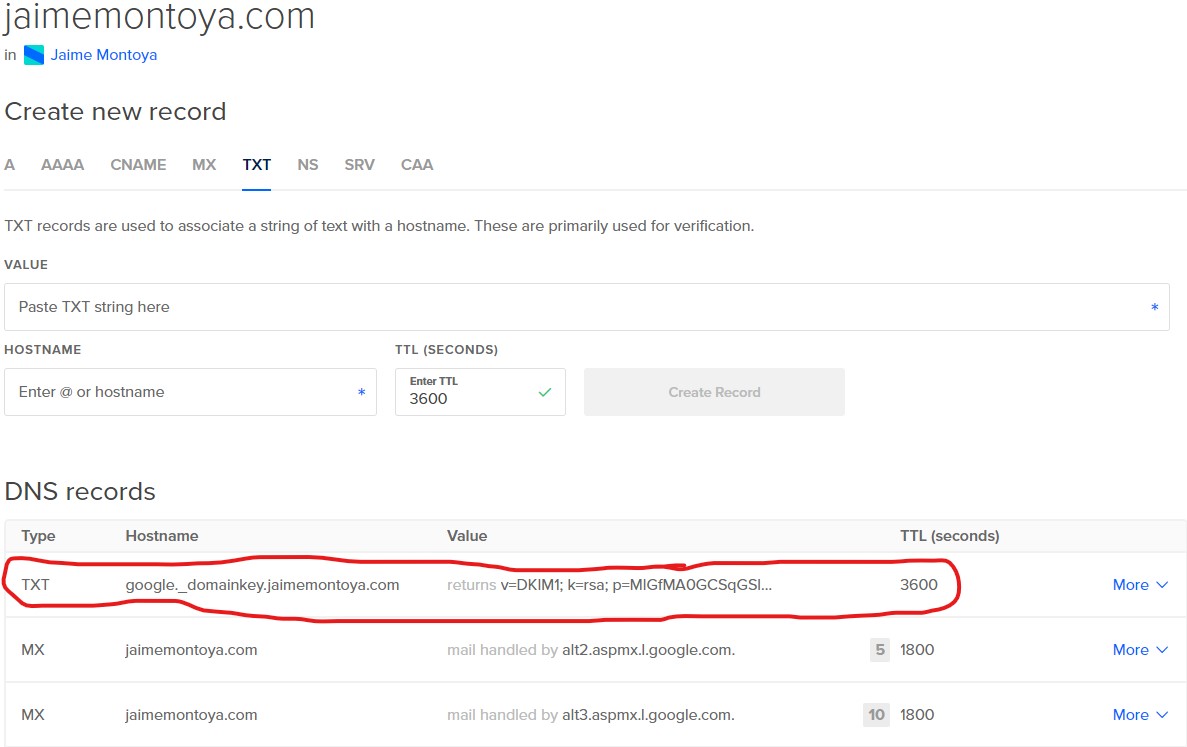 jaimemontoya.com
in Jaime Montoya
Create new record
A AAAA CNAME MX TXT NS SRV CAA
TXT records are used to associate a string of text with a hostname. These are primarily used for verification.
VALUE
Paste TXT string here *
HOSTNAME TTL (SECONDS)
Enter @ or hostname * Enter TTL 3600 Create Record
DNS records
Type Hostname Value TTL (seconds)
TXT google._domainkey.jaimemontoya.com returns v=DKIM1; k=rsa; p=MIGfMA0GCSqGSI... 3600 More
MX jaimemontoya.com mail handled by alt2.aspmx.l.google.com. 5 1800 More
MX jaimemontoya.com mail handled by alt3.aspmx.l.google.com. 10 1800 More